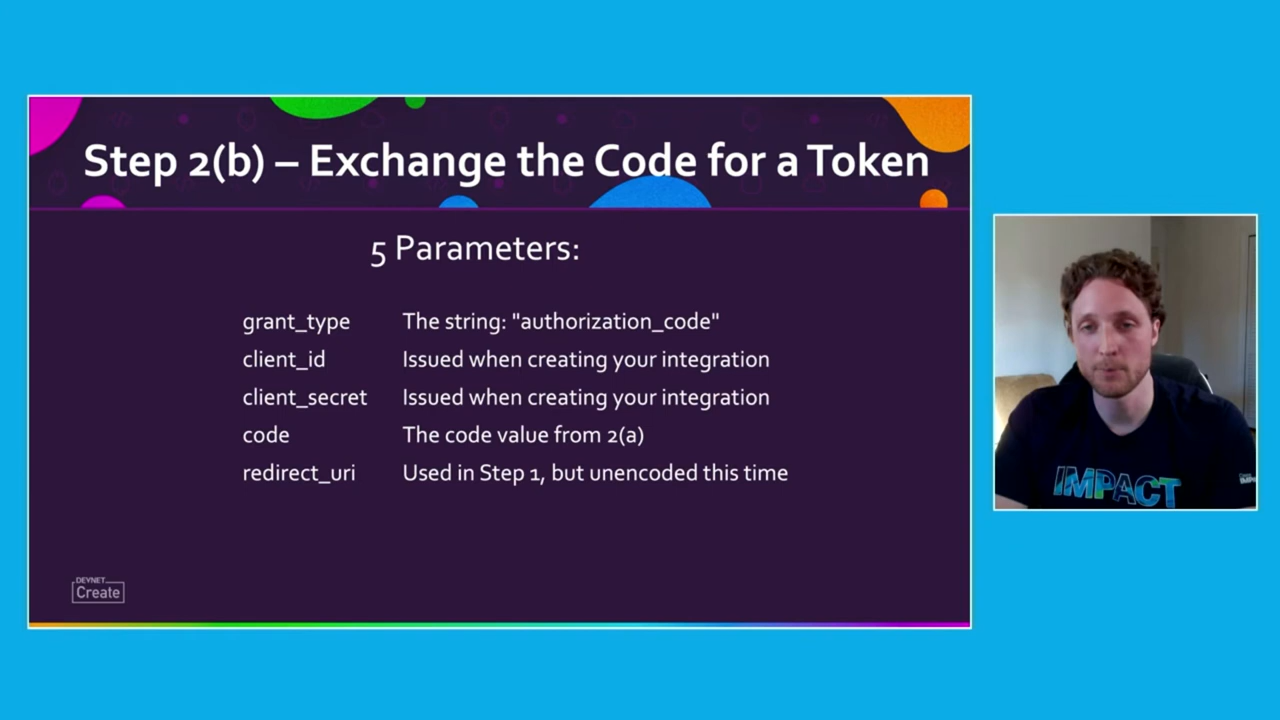 Step 2(b) – Exchange the Code for a Token
5 Parameters:
grant_type The string: "authorization_code"
client_id Issued when creating your integration
client_secret Issued when creating your integration
code The code value from 2(a)
redirect_uri Used in Step 1, but unencoded this time
DEVNET
Create
IMPACT